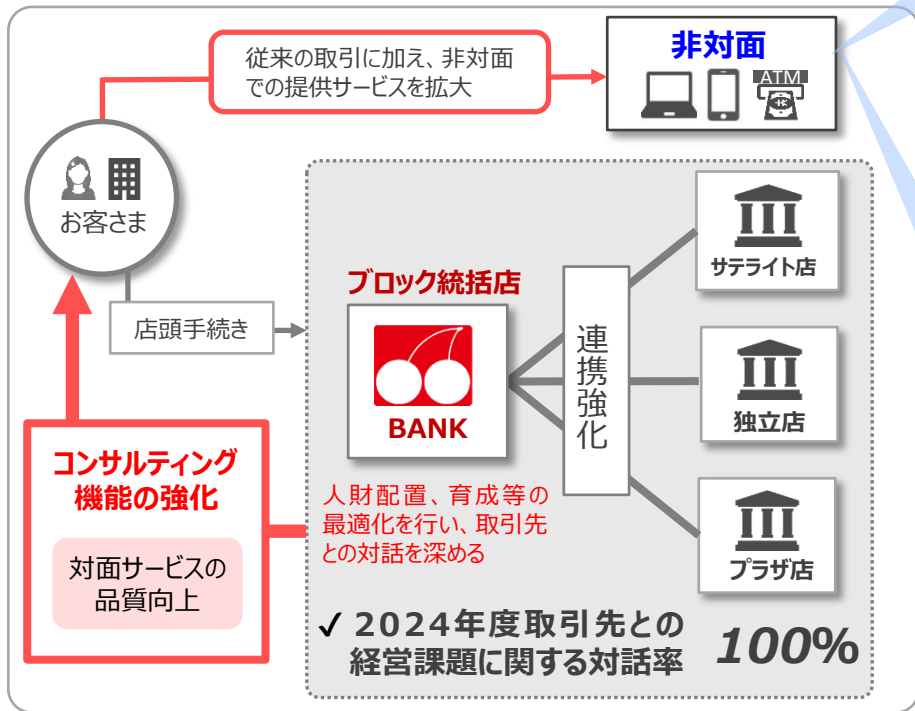 従来の取引に加え、非対面
での提供サービスを拡大
非対面
ATM
お客さま
店頭手続き
ブロック統括店
BANK
連携強化
サテライト店
独立店
プラザ店
コンサルティング
機能の強化
対面サービスの
品質向上
人財配置、育成等の
最適化を行い、取引先
との対話を深める
✓ 2024年度取引先との
経営課題に関する対話率
100%